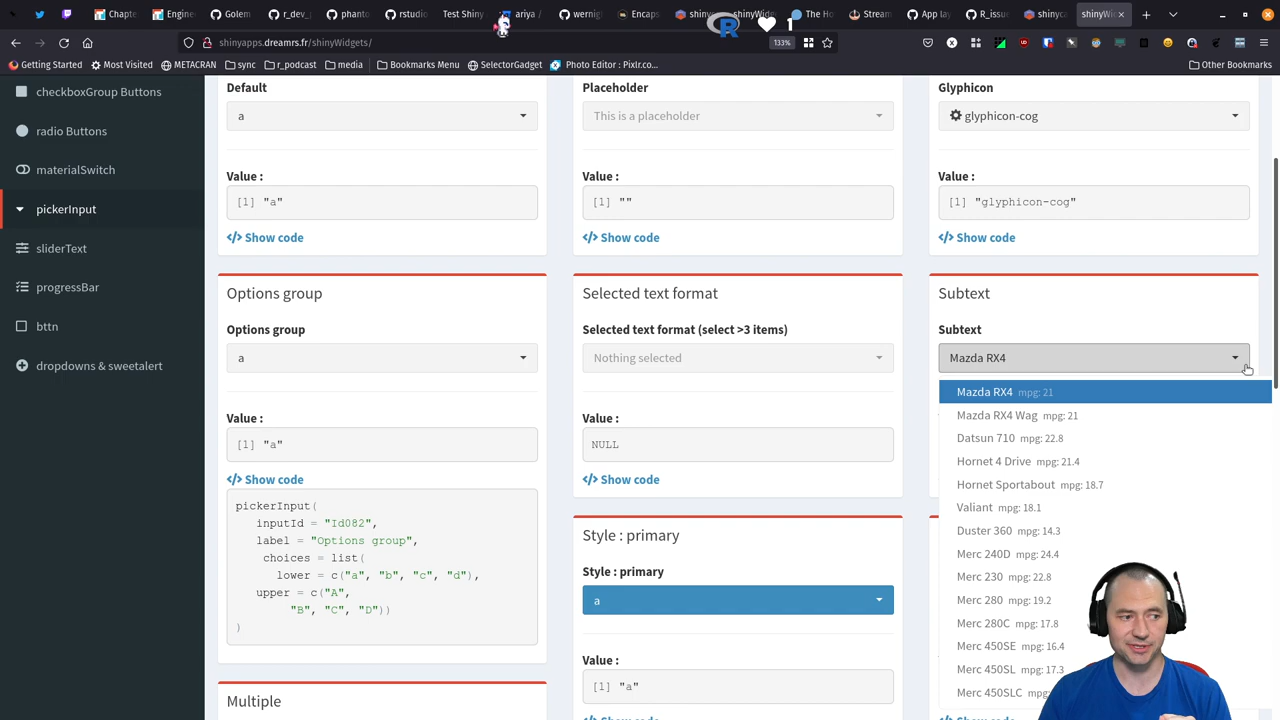 Chapte
Engine
Golem
r_dev_
phanto
rstudio
Test Shiny
ariya /
wernig
Encaps
shiny
shinyWidg
The Ho
Stream
App lay
R_issu
shinyc
shinyWidgets
1
shinyapps.dreamrs.fr/shinyWidgets/
133%
Getting Started
Most Visited
METACRAN
sync
r_podcast
media
Bookmarks Menu
SelectorGadget
Photo Editor : Pixlr.co...
Other Bookmarks
checkboxGroup Buttons
radio Buttons
materialSwitch
pickerInput
sliderText
progressBar
bttn
dropdowns & sweetalert
Default
a
Value :
[1] "a"
</> Show code
Placeholder
This is a placeholder
Value :
[1] ""
</> Show code
Glyphicon
glyphicon-cog
Value :
[1] "glyphicon-cog"
</> Show code
Options group
Options group
a
Value :
[1] "a"
</> Show code
pickerInput(
inputId = "Id082",
label = "Options group",
choices = list(
lower = c("a", "b", "c", "d"),
upper = c("A",
"B", "C", "D"))
)
Multiple
Selected text format
Selected text format (select >3 items)
Nothing selected
Value :
NULL
</> Show code
Style : primary
Style : primary
a
Value :
[1] "a"
Subtext
Subtext
Mazda RX4
Mazda RX4 mpg: 21
Mazda RX4 Wag mpg: 21
Datsun 710 mpg: 22.8
Hornet 4 Drive mpg: 21.4
Hornet Sportabout mpg: 18.7
Valiant mpg: 18.1
Duster 360 mpg: 14.3
Merc 240D mpg: 24.4
Merc 230 mpg: 22.8
Merc 280 mpg: 19.2
Merc 280C mpg: 17.8
Merc 450SE mpg: 16.4
Merc 450SL mpg: 17.3
Merc 450SLC mpg: